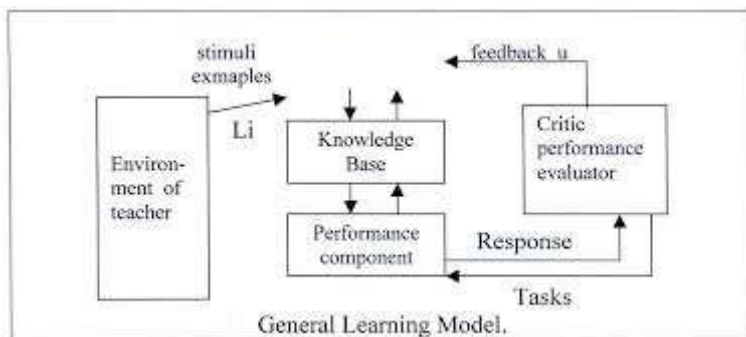 stimuli
exmaples
feedback u
Li
Environ-
ment of
teacher
Knowledge
Base
Critic
performance
evaluator
Performance
component
Response
Tasks
General Learning Model.